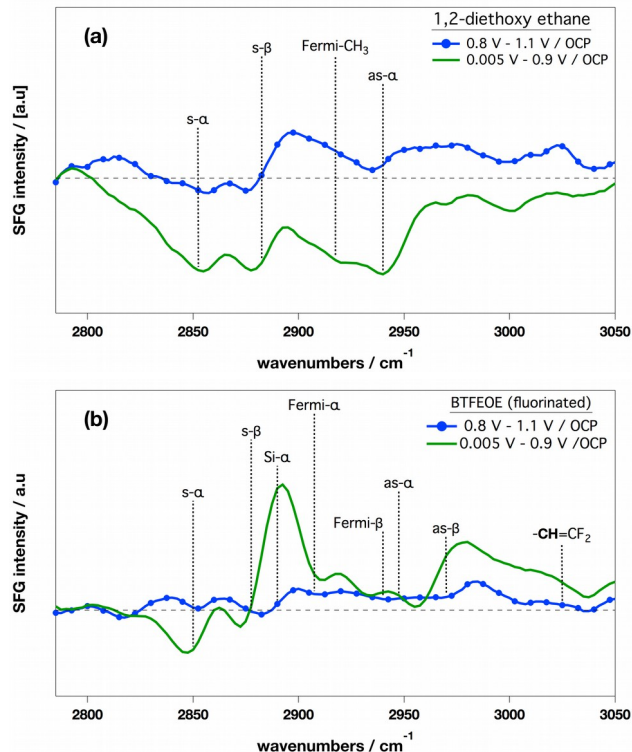 (a)
1,2-diethoxy ethane
0.8 V - 1.1 V / OCP
0.005 V - 0.9 V / OCP
s-α
s-β
Fermi-CH₃
as-α
SFG intensity / [a.u]
2800 2850 2900 2950 3000 3050
wavenumbers / cm⁻¹
(b)
BTFEOE (fluorinated)
0.8 V - 1.1 V / OCP
0.005 V - 0.9 V /OCP
Fermi-α
s-β
Si-α
s-α
as-α
Fermi-β
as-β
-CH=CF₂
SFG intensity / a.u
2800 2850 2900 2950 3000 3050
wavenumbers / cm⁻¹